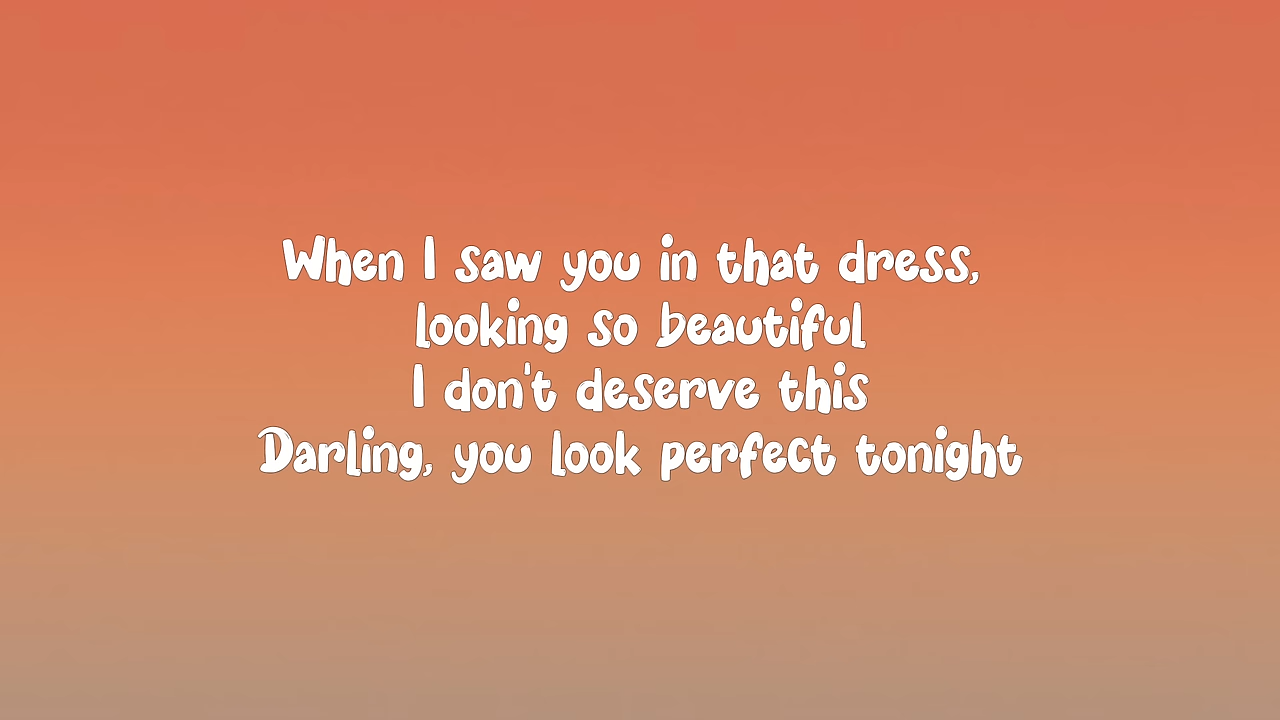 When I saw you in that dress,
looking so beautiful
I don't deserve this
Darling, you look perfect tonight